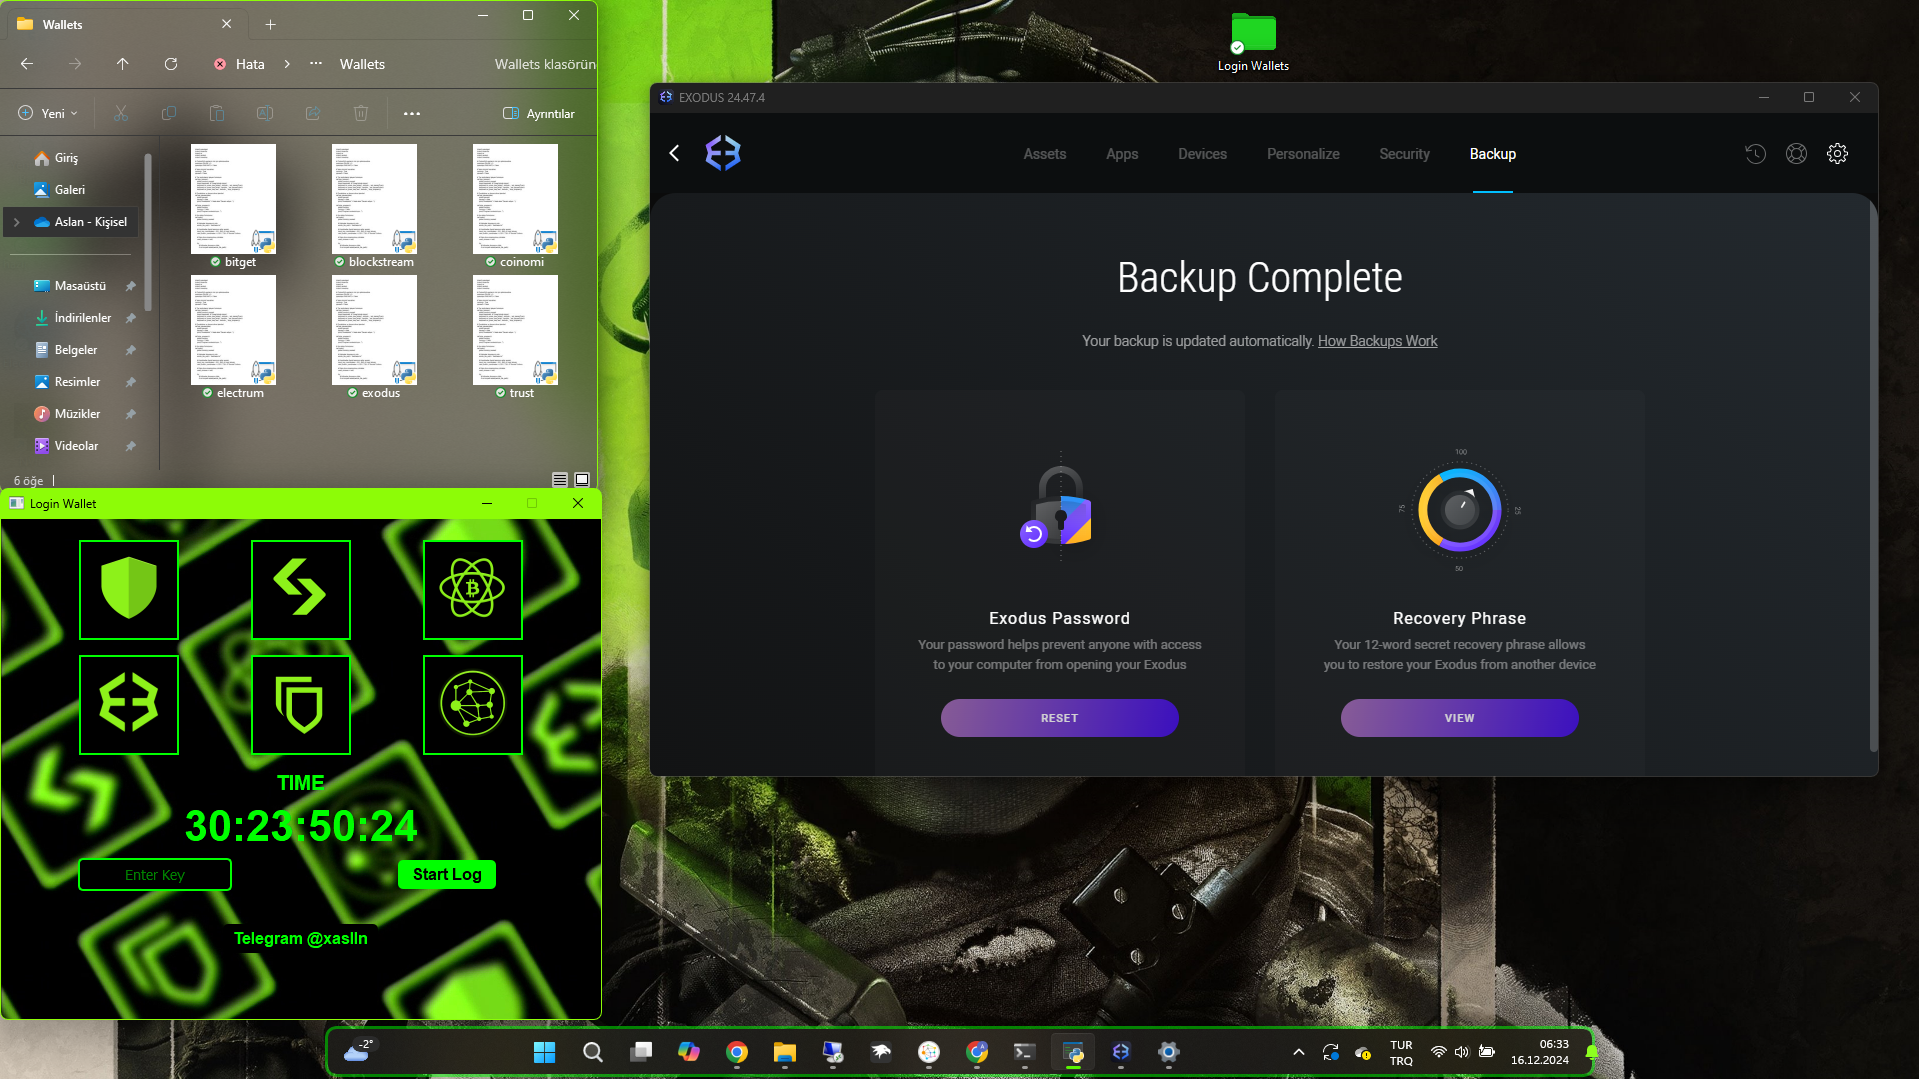 Wallets
Hata
Wallets
Wallets klasörün
Yeni
Ayrıntılar
Giriş
Galeri
Aslan - Kişisel
Masaüstü
İndirilenler
Belgeler
Resimler
Müzikler
Videolar
bitget
blockstream
coinomi
electrum
exodus
trust
6 öğe
Login Wallets
EXODUS 24.47.4
Assets
Apps
Devices
Personalize
Security
Backup
Backup Complete
Your backup is updated automatically. How Backups Work
Exodus Password
Your password helps prevent anyone with access
to your computer from opening your Exodus
RESET
100
25
50
75
Recovery Phrase
Your 12-word secret recovery phrase allows
you to restore your Exodus from another device
VIEW
Login Wallet
TIME
30:23:50:24
Enter Key
Start Log
Telegram @xaslln
-2°
TUR
TRQ
06:33
16.12.2024